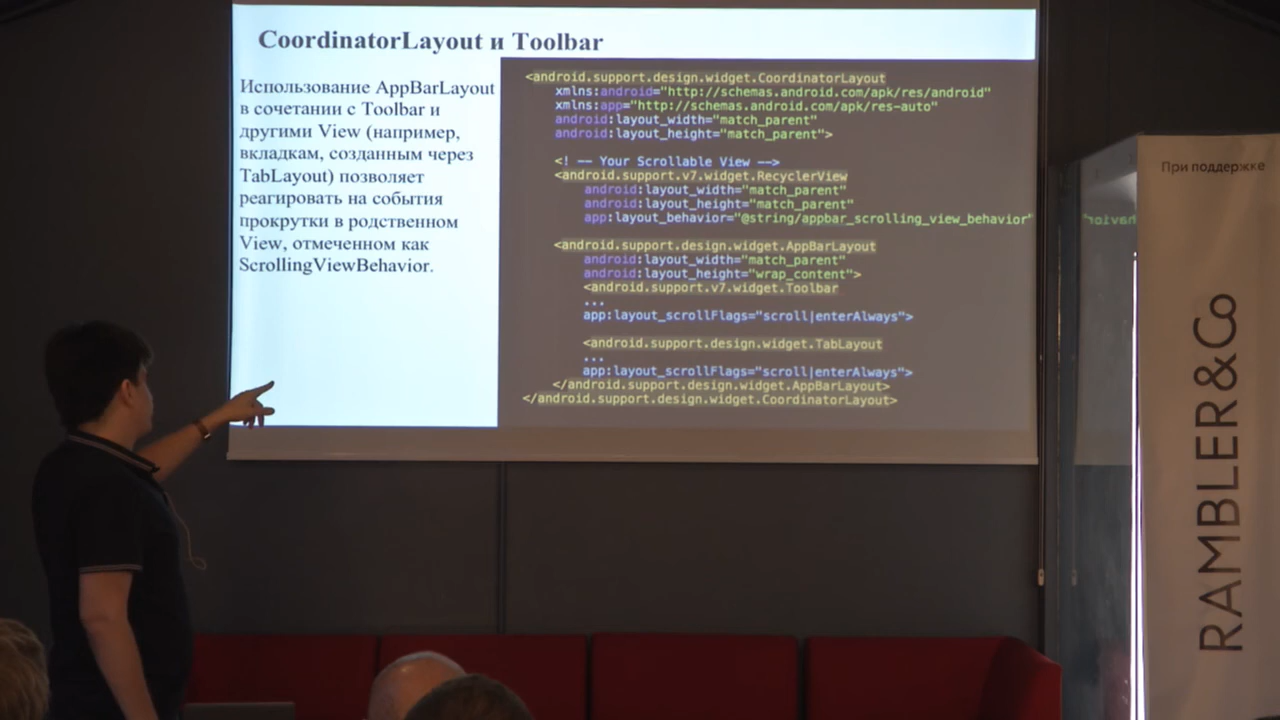 CoordinatorLayout и Toolbar
Использование AppBarLayout
в сочетании с Toolbar и
другими View (например,
вкладкам, созданным через
TabLayout) позволяет
реагировать на события
прокрутки в родственном
View, отмеченном как
ScrollingViewBehavior.
<android.support.design.widget.CoordinatorLayout
xmlns:android="http://schemas.android.com/apk/res/android"
xmlns:app="http://schemas.android.com/apk/res-auto"
android:layout_width="match_parent"
android:layout_height="match_parent">
<! —— Your Scrollable View ——>
<android.support.v7.widget.RecyclerView
android:layout_width="match_parent"
android:layout_height="match_parent"
app:layout_behavior="@string/appbar_scrolling_view_behavior"
<android.support.design.widget.AppBarLayout
android:layout_width="match_parent"
android:layout_height="wrap_content">
<android.support.v7.widget.Toolbar
...
app:layout_scrollFlags="scroll|enterAlways">
<android.support.design.widget.TabLayout
...
app:layout_scrollFlags="scroll|enterAlways">
</android.support.design.widget.AppBarLayout>
</android.support.design.widget.CoordinatorLayout>
При поддержке
RAMBLER&Co